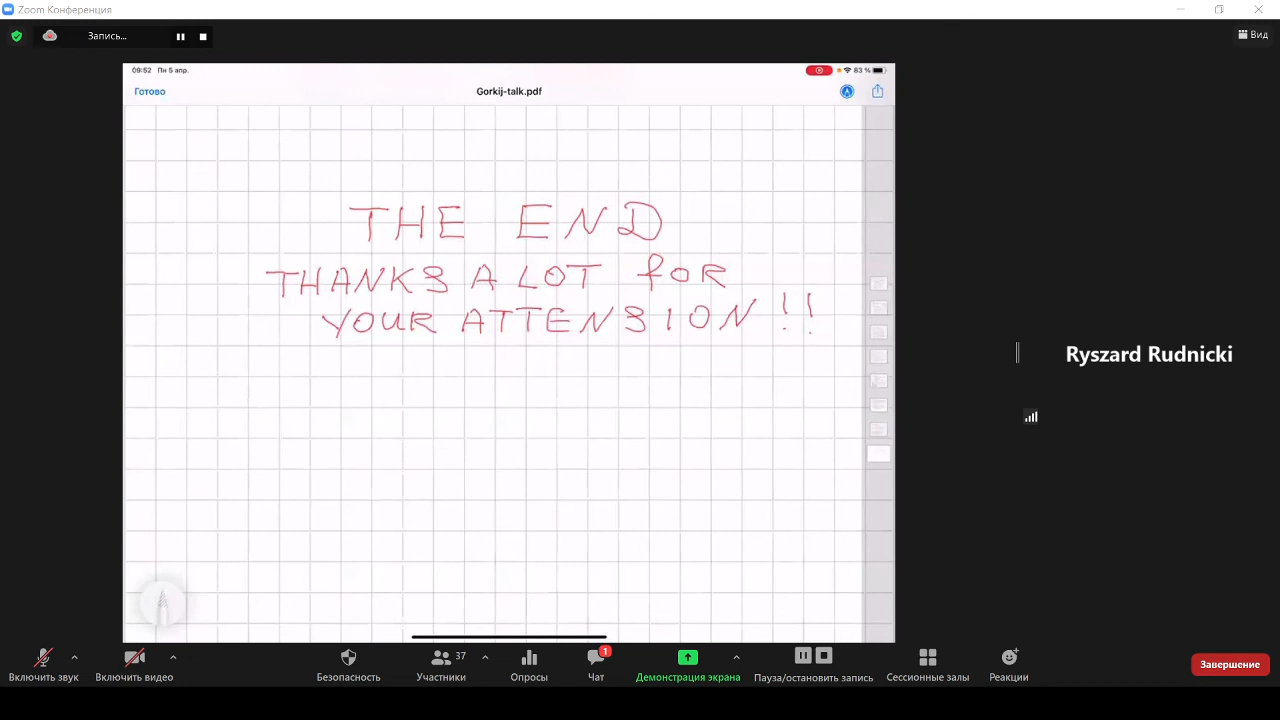 Zoom Конференция
Запись...
Вид
09:52 Пн 5 апр.
83 %
Готово
Gorkij-talk.pdf
THE END
THANKS A LOT FOR
YOUR ATTENSION !!
Ryszard Rudnicki
37
1
Включить звук
Включить видео
Безопасность
Участники
Опросы
Чат
Демонстрация экрана
Пауза/остановить запись
Сессионные залы
Реакции
Завершение